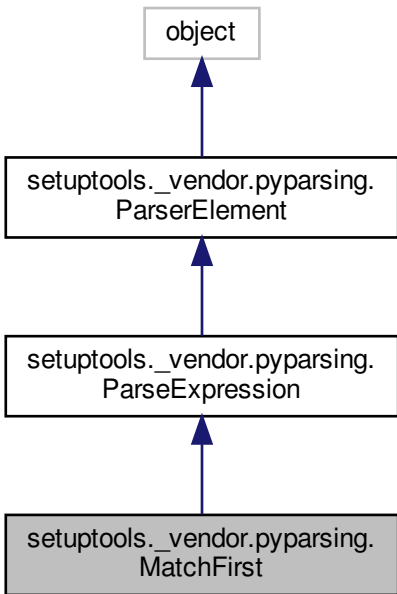 object
setuptools._vendor.pyparsing.
ParserElement
setuptools._vendor.pyparsing.
ParseExpression
setuptools._vendor.pyparsing.
MatchFirst